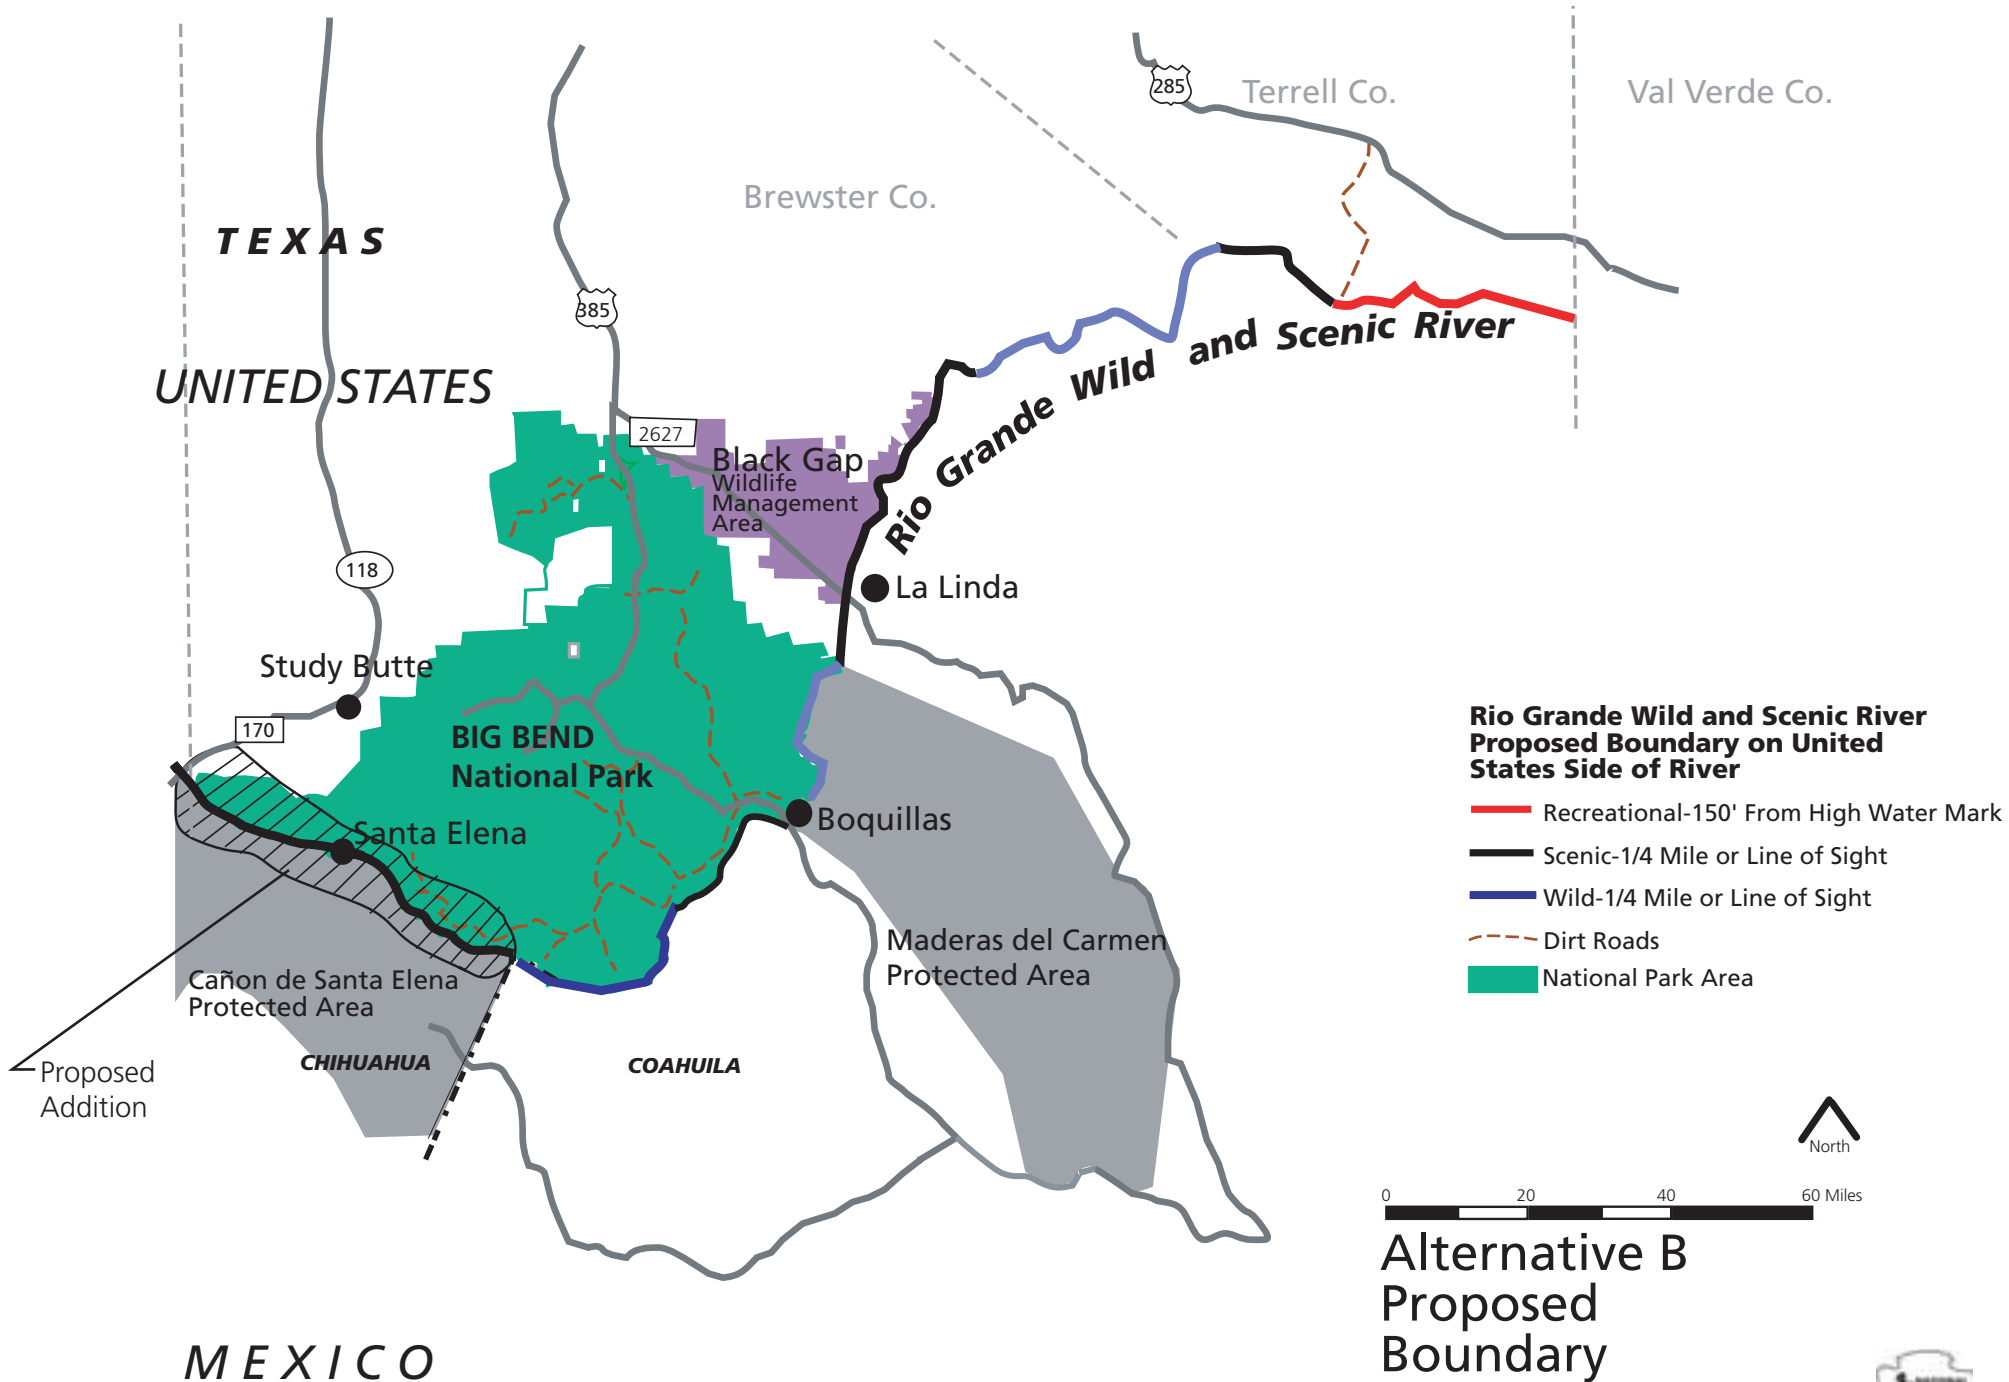 285
Terrell Co.
Val Verde Co.
Brewster Co.
TEXAS
385
UNITED STATES
Rio Grande Wild and Scenic River
2627
Black Gap
Wildlife
Management
Area
118
La Linda
Study Butte
170
BIG BEND
National Park
Boquillas
Santa Elena
Rio Grande Wild and Scenic River
Proposed Boundary on United
States Side of River
Recreational-150' From High Water Mark
Scenic-1/4 Mile or Line of Sight
Wild-1/4 Mile or Line of Sight
Dirt Roads
National Park Area
Maderas del Carmen
Protected Area
Cañon de Santa Elena
Protected Area
CHIHUAHUA
COAHUILA
Proposed
Addition
North
0 20 40 60 Miles
Alternative B
Proposed
Boundary
MEXICO